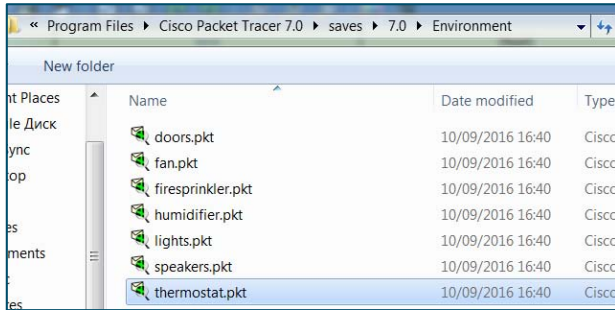 « Program Files ▸ Cisco Packet Tracer 7.0 ▸ saves ▸ 7.0 ▸ Environment
New folder
nt Places
le Диск
ync
op
es
ments
es
Name Date modified Type
doors.pkt 10/09/2016 16:40 Cisco
fan.pkt 10/09/2016 16:40 Cisco
firesprinkler.pkt 10/09/2016 16:40 Cisco
humidifier.pkt 10/09/2016 16:40 Cisco
lights.pkt 10/09/2016 16:40 Cisco
speakers.pkt 10/09/2016 16:40 Cisco
thermostat.pkt 10/09/2016 16:40 Cisco